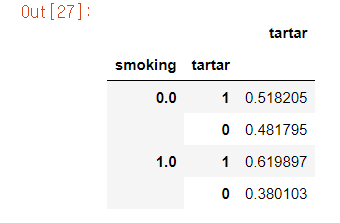 Out[27]:
tartar
smoking tartar
0.0 1 0.518205
0 0.481795
1.0 1 0.619897
0 0.380103